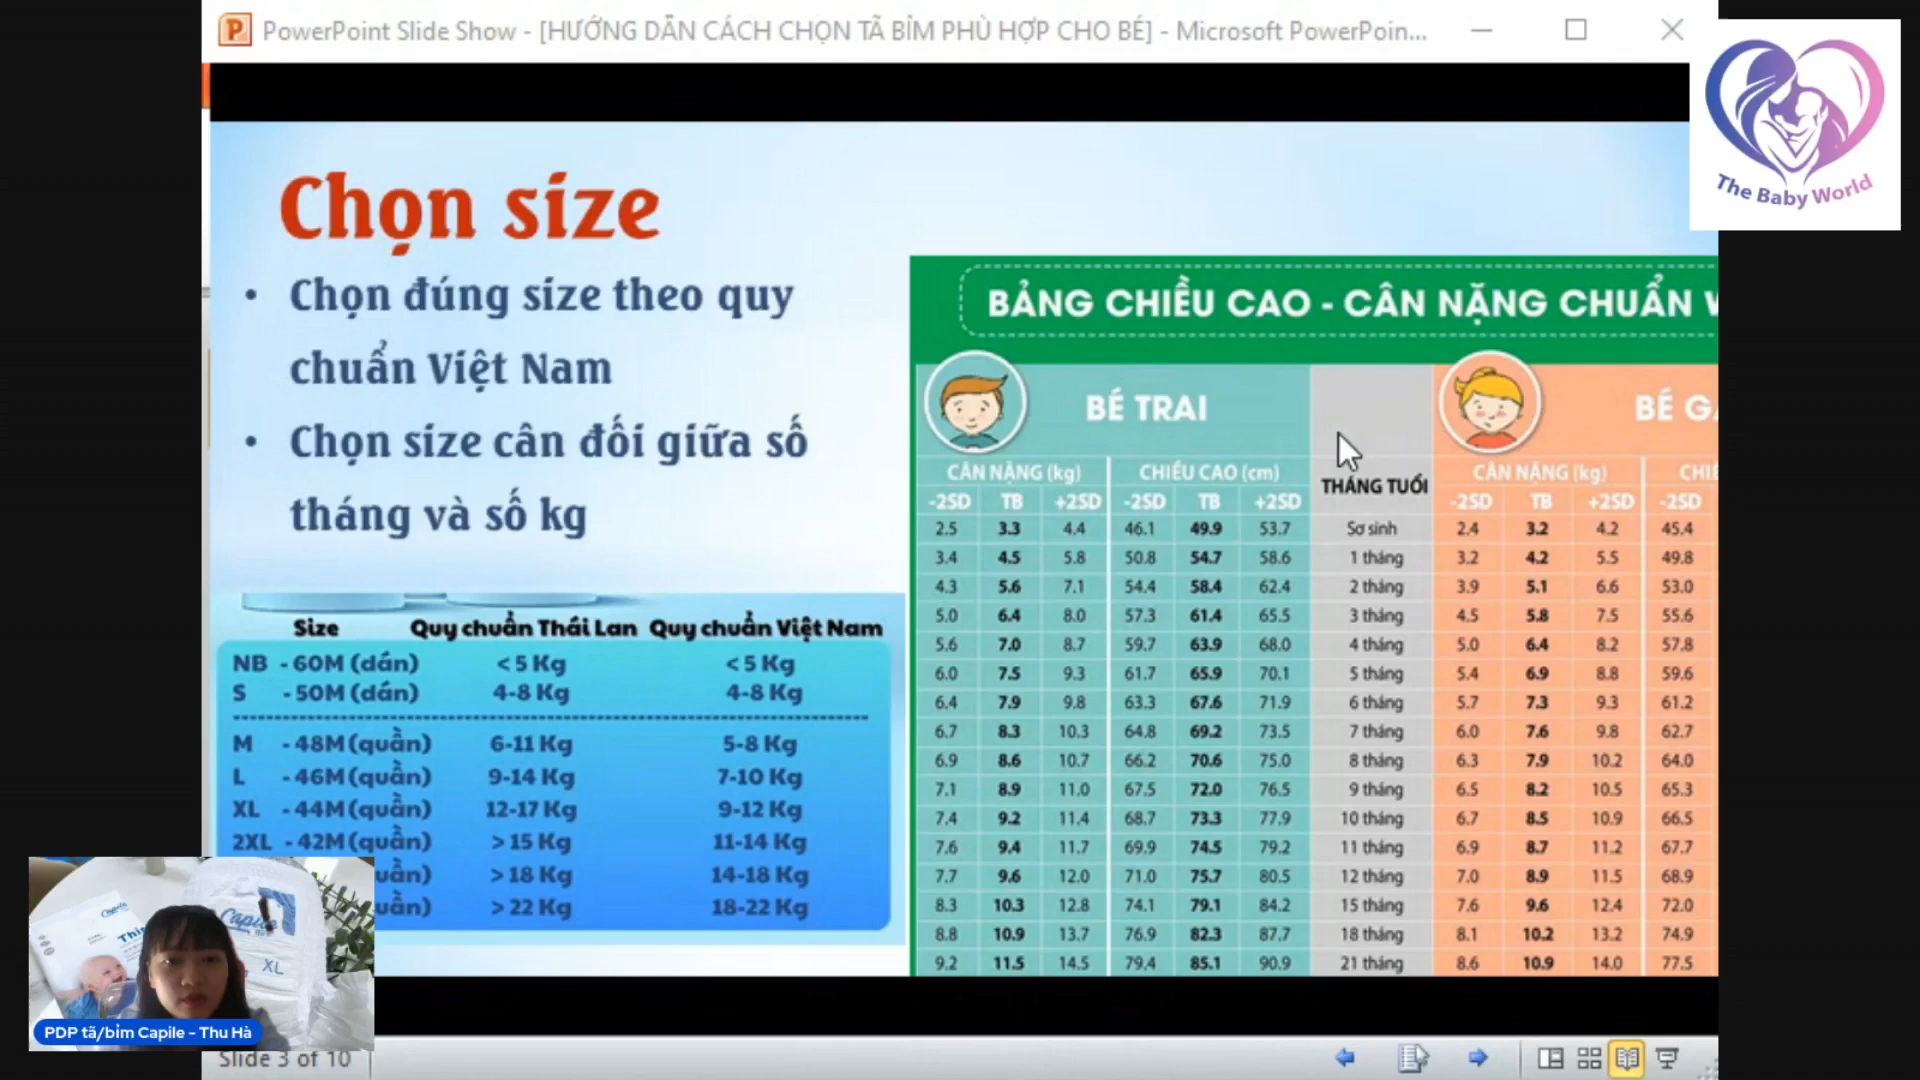 PowerPoint Slide Show - [HƯỚNG DẪN CÁCH CHỌN TÃ BỈM PHÙ HỢP CHO BÉ] - Microsoft PowerPoin...
The Baby World
Chọn size
• Chọn đúng size theo quy
chuẩn Việt Nam
• Chọn size cân đối giữa số
tháng và số kg
Size Quy chuẩn Thái Lan Quy chuẩn Việt Nam
NB - 60M (dán) < 5 Kg < 5 Kg
S - 50M (dán) 4-8 Kg 4-8 Kg
M - 48M (quần) 6-11 Kg 5-8 Kg
L - 46M (quần) 9-14 Kg 7-10 Kg
XL - 44M (quần) 12-17 Kg 9-12 Kg
2XL - 42M (quần) > 15 Kg 11-14 Kg
uần) > 18 Kg 14-18 Kg
uần) > 22 Kg 18-22 Kg
BẢNG CHIỀU CAO - CÂN NẶNG CHUẨN
BÉ TRAI BÉ G
CÂN NẶNG (kg) CHIỀU CAO (cm) THÁNG TUỔI CÂN NẶNG (kg) CHIỀ
-2SD TB +2SD -2SD TB +2SD -2SD TB +2SD -2SD
2.5 3.3 4.4 46.1 49.9 53.7 Sơ sinh 2.4 3.2 4.2 45.4
3.4 4.5 5.8 50.8 54.7 58.6 1 tháng 3.2 4.2 5.5 49.8
4.3 5.6 7.1 54.4 58.4 62.4 2 tháng 3.9 5.1 6.6 53.0
5.0 6.4 8.0 57.3 61.4 65.5 3 tháng 4.5 5.8 7.5 55.6
5.6 7.0 8.7 59.7 63.9 68.0 4 tháng 5.0 6.4 8.2 57.8
6.0 7.5 9.3 61.7 65.9 70.1 5 tháng 5.4 6.9 8.8 59.6
6.4 7.9 9.8 63.3 67.6 71.9 6 tháng 5.7 7.3 9.3 61.2
6.7 8.3 10.3 64.8 69.2 73.5 7 tháng 6.0 7.6 9.8 62.7
6.9 8.6 10.7 66.2 70.6 75.0 8 tháng 6.3 7.9 10.2 64.0
7.1 8.9 11.0 67.5 72.0 76.5 9 tháng 6.5 8.2 10.5 65.3
7.4 9.2 11.4 68.7 73.3 77.9 10 tháng 6.7 8.5 10.9 66.5
7.6 9.4 11.7 69.9 74.5 79.2 11 tháng 6.9 8.7 11.2 67.7
7.7 9.6 12.0 71.0 75.7 80.5 12 tháng 7.0 8.9 11.5 68.9
8.3 10.3 12.8 74.1 79.1 84.2 15 tháng 7.6 9.6 12.4 72.0
8.8 10.9 13.7 76.9 82.3 87.7 18 tháng 8.1 10.2 13.2 74.9
9.2 11.5 14.5 79.4 85.1 90.9 21 tháng 8.6 10.9 14.0 77.5
Capile
XL
PDP tã/bỉm Capile - Thu Hà
Slide 3 of 10